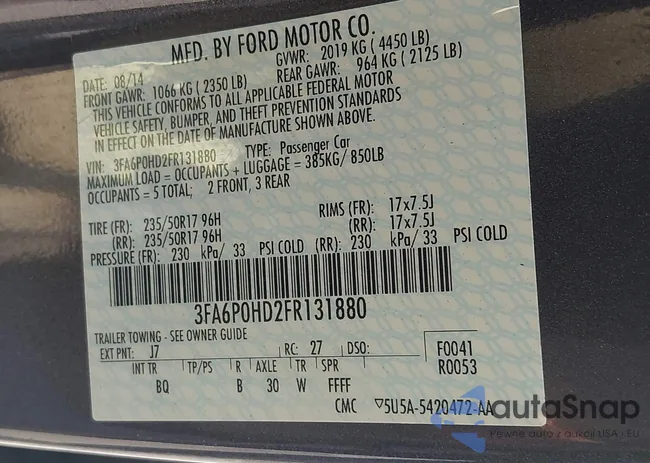 MFD. BY FORD MOTOR CO.
DATE: 08/14 GVWR: 2019 KG ( 4450 LB)
FRONT GAWR: 1066 KG ( 2350 LB) REAR GAWR: 964 KG ( 2125 LB)
THIS VEHICLE CONFORMS TO ALL APPLICABLE FEDERAL MOTOR
VEHICLE SAFETY, BUMPER, AND THEFT PREVENTION STANDARDS
IN EFFECT ON THE DATE OF MANUFACTURE SHOWN ABOVE.
VIN: 3FA6P0HD2FR131880 TYPE: Passenger Car
MAXIMUM LOAD = OCCUPANTS + LUGGAGE = 385KG/ 850LB
OCCUPANTS = 5 TOTAL; 2 FRONT, 3 REAR
TIRE (FR): 235/50R17 96H RIMS (FR): 17x7.5J
(RR): 235/50R17 96H (RR): 17x7.5J
PRESSURE (FR): 230 kPa/ 33 PSI COLD (RR): 230 kPa/ 33 PSI COLD
3FA6P0HD2FR131880
TRAILER TOWING - SEE OWNER GUIDE
EXT PNT: J7 RC: 27 DSO: F0041
INT TR TP/PS R AXLE TR SPR R0053
BQ B 30 W FFFF
CMC ▽5U5A-5420472-AA
autoSnap
Pewne auto z aukcji USA i EU